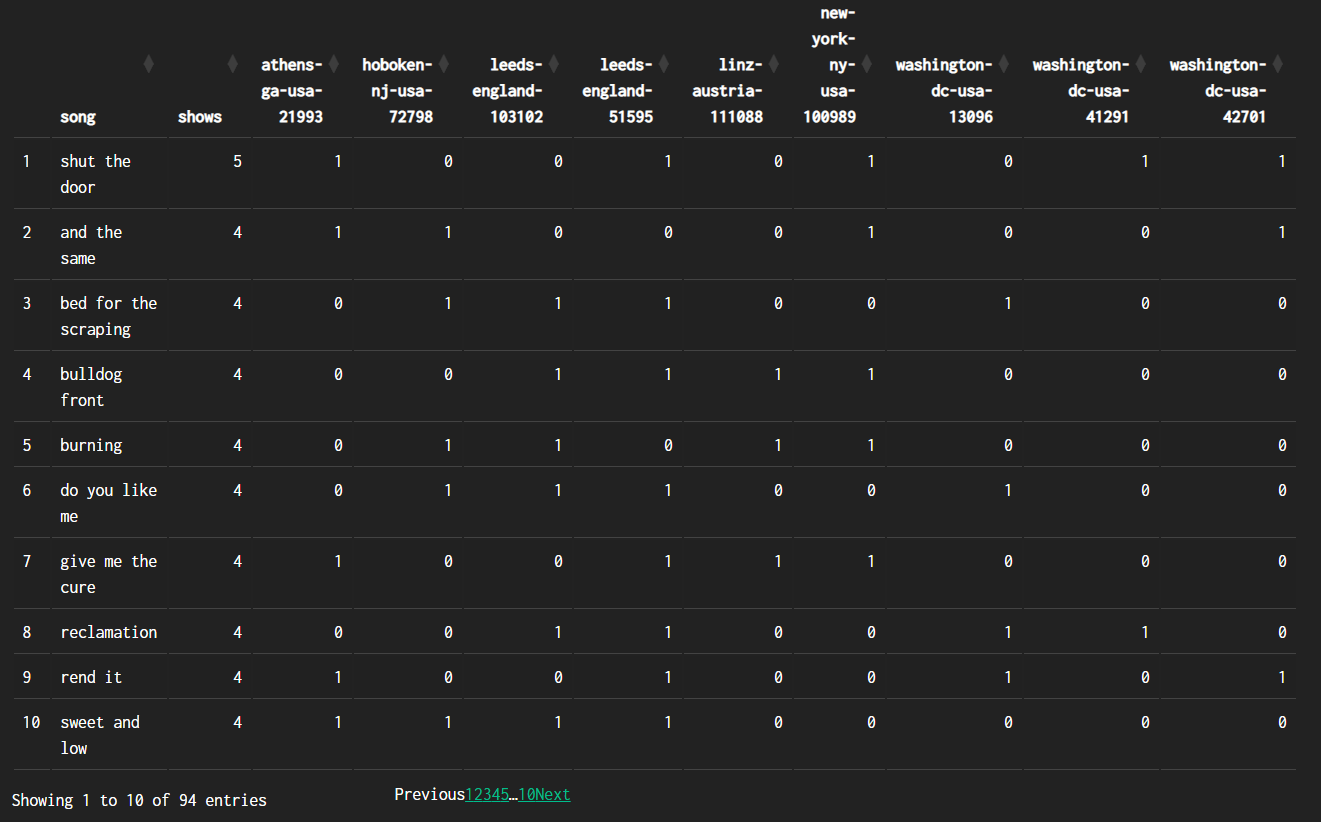 song shows athens-ga-usa-21993 hoboken-nj-usa-72798 leeds-england-103102 leeds-england-51595 linz-austria-111088 new-york-ny-usa-100989 washington-dc-usa-13096 washington-dc-usa-41291 washington-dc-usa-42701
1 shut the door 5 1 0 0 1 0 1 0 1 1
2 and the same 4 1 1 0 0 0 1 0 0 1
3 bed for the scraping 4 0 1 1 1 0 0 1 0 0
4 bulldog front 4 0 0 1 1 1 1 0 0 0
5 burning 4 0 1 1 0 1 1 0 0 0
6 do you like me 4 0 1 1 1 0 0 1 0 0
7 give me the cure 4 1 0 0 1 1 1 0 0 0
8 reclamation 4 0 0 1 1 0 0 1 1 0
9 rend it 4 1 0 0 1 0 0 1 0 1
10 sweet and low 4 1 1 1 1 0 0 0 0 0
Showing 1 to 10 of 94 entries
Previous12345…10Next